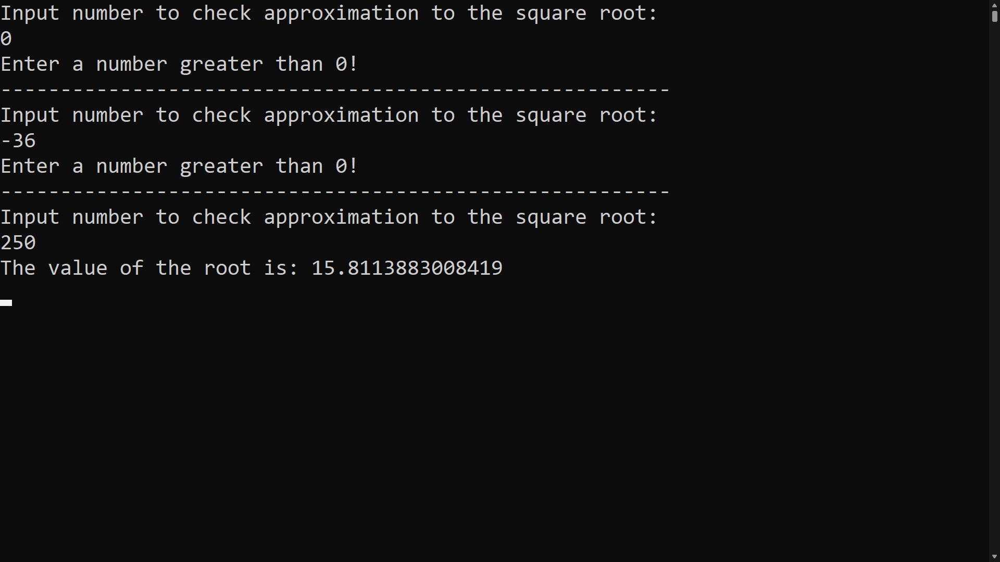 Input number to check approximation to the square root:
0
Enter a number greater than 0!
--------------------------------------------------------
Input number to check approximation to the square root:
-36
Enter a number greater than 0!
--------------------------------------------------------
Input number to check approximation to the square root:
250
The value of the root is: 15.8113883008419